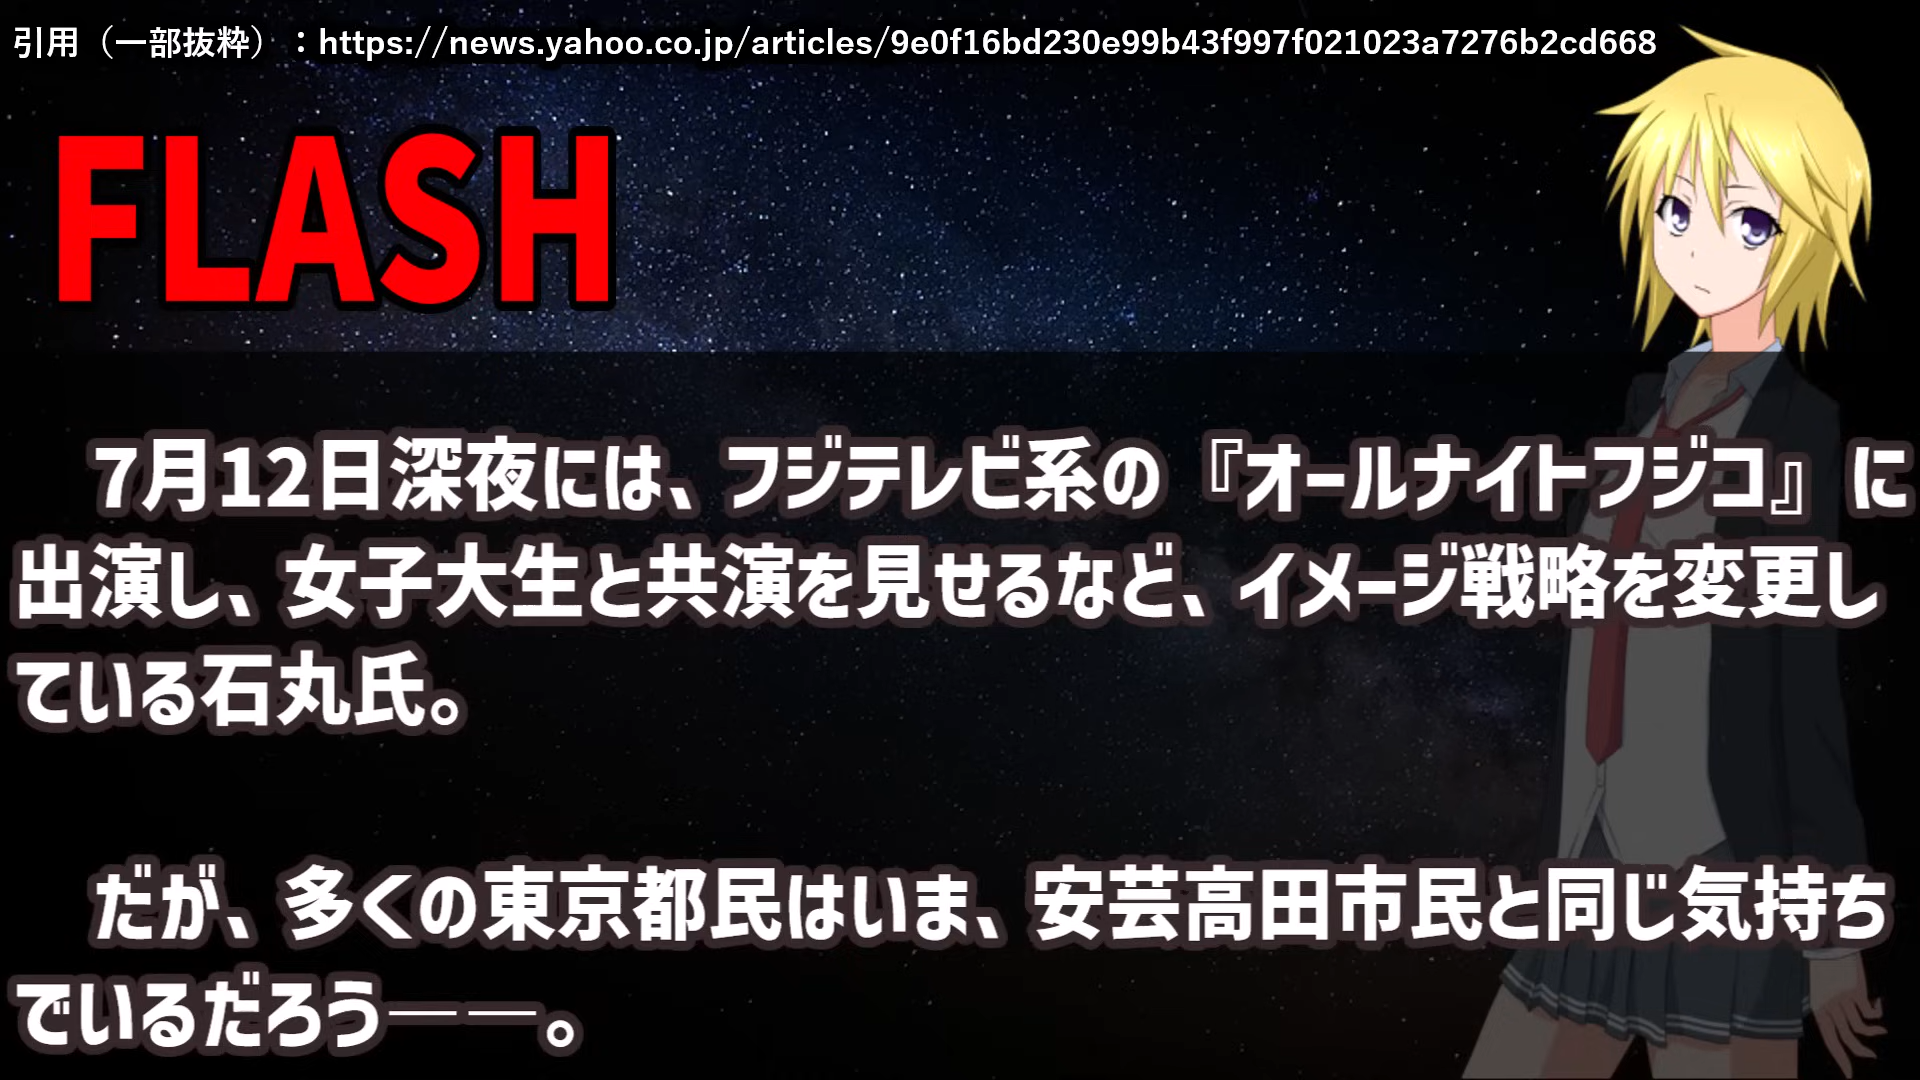 引用（一部抜粋）：https://news.yahoo.co.jp/articles/9e0f16bd230e99b43f997f021023a7276b2cd668
FLASH
7月12日深夜には、フジテレビ系の『オールナイトフジコ』に
出演し、女子大生と共演を見せるなど、イメージ戦略を変更し
ている石丸氏。
だが、多くの東京都民はいま、安芸高田市民と同じ気持ち
でいるだろう――。